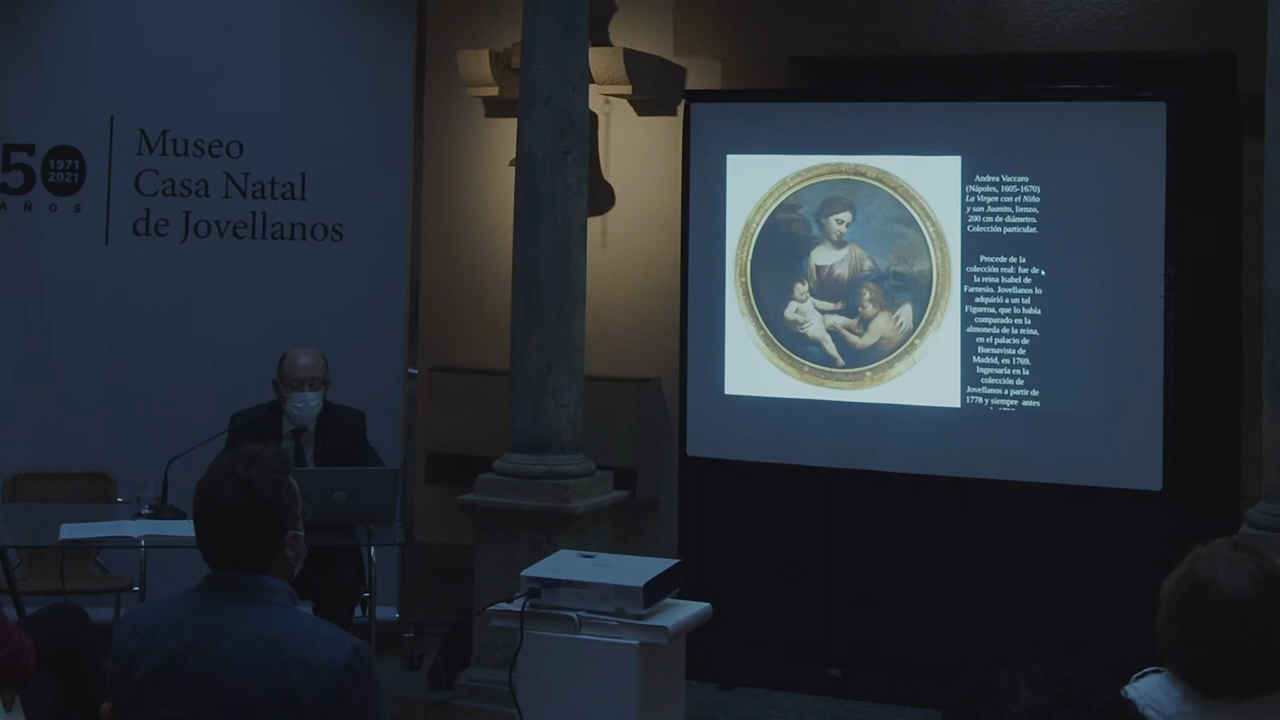 50
1971
2021
AÑOS
Museo
Casa Natal
de Jovellanos
Andrea Vaccaro
(Nápoles, 1605-1670)
La Virgen con el Niño
y san Juanito, lienzo,
200 cm de diámetro.
Colección particular.
Procede de la
colección real: fue de
la reina Isabel de
Farnesio. Jovellanos lo
adquirió a un tal
Figueroa, que lo había
comparado en la
almoneda de la reina,
en el palacio de
Buenavista de
Madrid, en 1769.
Ingresaría en la
colección de
Jovellanos a partir de
1778 y siempre antes